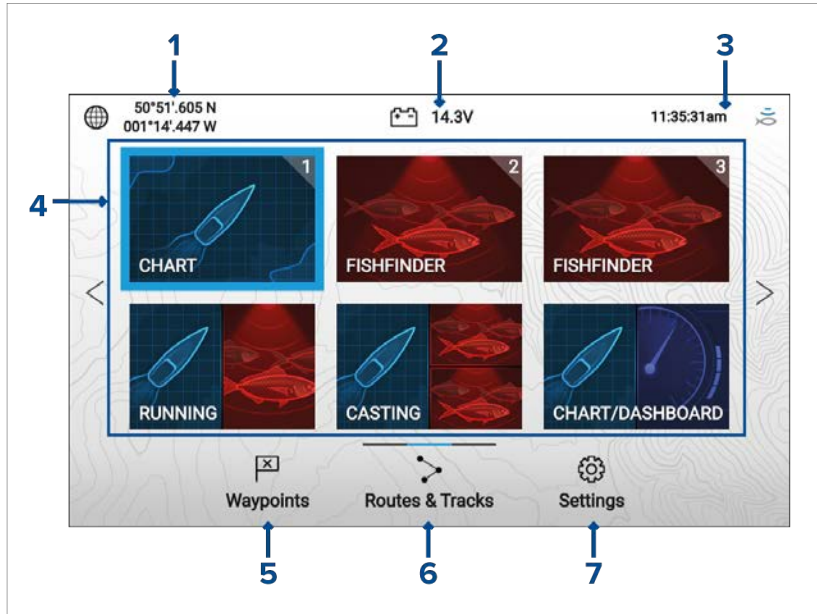 1 2 3
50°51'.605 N
001°14'.447 W
14.3V
11:35:31am
4
1
CHART
2
FISHFINDER
3
FISHFINDER
RUNNING
CASTING
CHART/DASHBOARD
Waypoints
Routes & Tracks
Settings
5 6 7